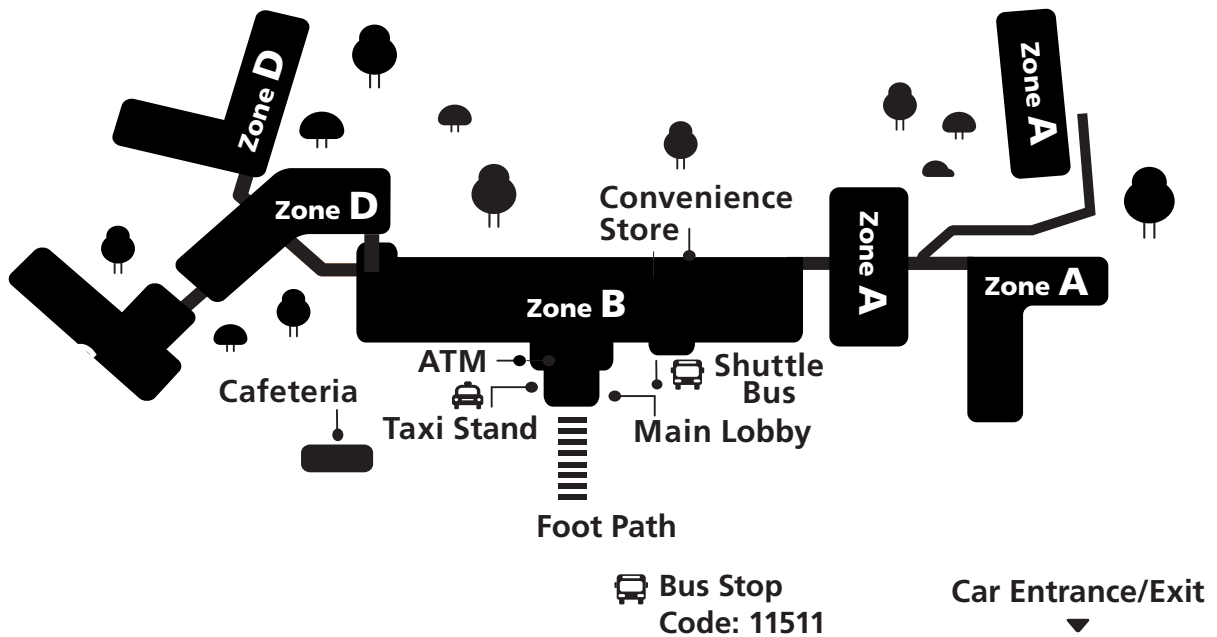 Zone D
Zone A
Zone D
Convenience
Store
Zone A
Zone A
Zone B
ATM
Shuttle
Bus
Cafeteria
Taxi Stand
Main Lobby
Foot Path
Bus Stop
Code: 11511
Car Entrance/Exit